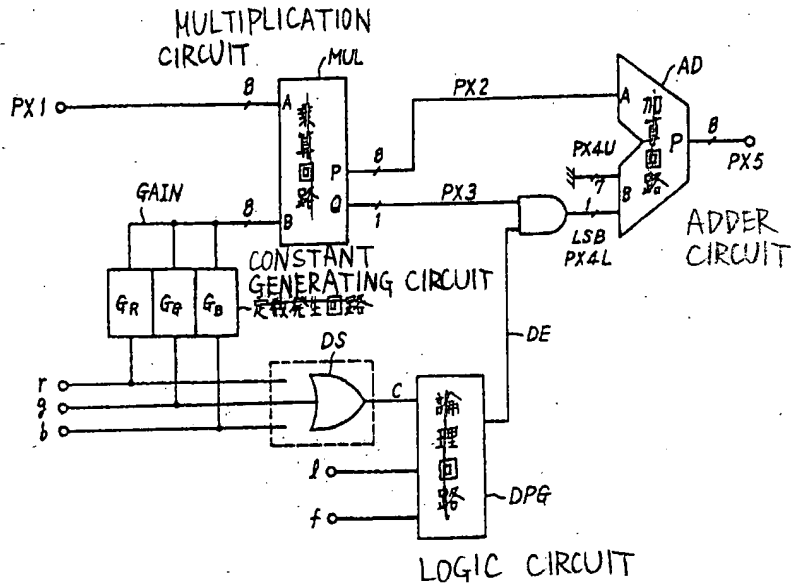 MULTIPLICATION
CIRCUIT
MUL
AD
PX1
8
A
乗算回路
P
8
PX2
A
加算回路
P
8
PX5
PX4U
7
B
Q
1
PX3
1
LSB
PX4L
ADDER
CIRCUIT
GAIN
8
B
CONSTANT
GENERATING CIRCUIT
定数発生回路
GR
GG
GB
DE
DS
r
g
b
C
論理回路
l
f
DPG
LOGIC CIRCUIT